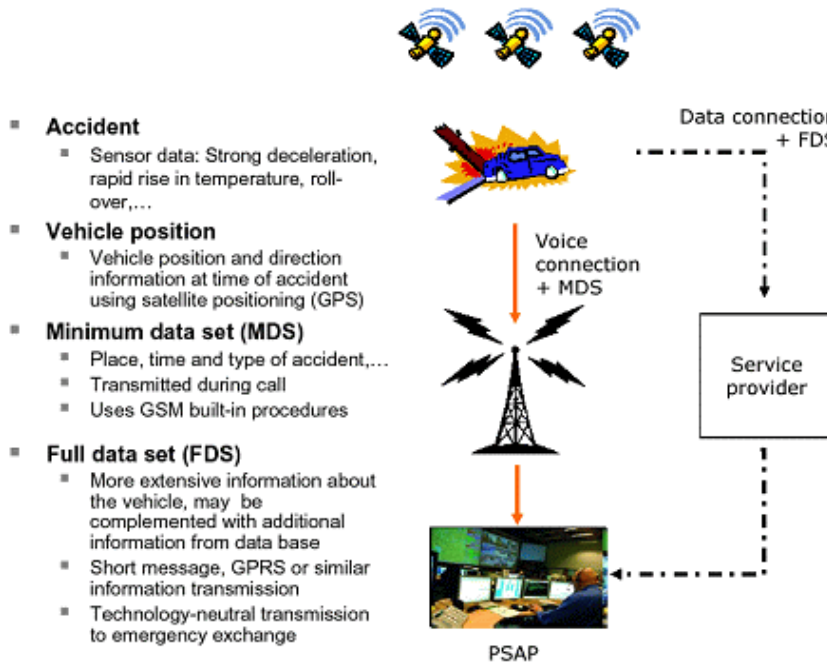 Accident
Sensor data: Strong deceleration,
rapid rise in temperature, roll-
over,…
Vehicle position
Vehicle position and direction
information at time of accident
using satellite positioning (GPS)
Minimum data set (MDS)
Place, time and type of accident,…
Transmitted during call
Uses GSM built-in procedures
Full data set (FDS)
More extensive information about
the vehicle, may be
complemented with additional
information from data base
Short message, GPRS or similar
information transmission
Technology-neutral transmission
to emergency exchange
Data connection
+ FDS
Voice
connection
+ MDS
Service
provider
PSAP